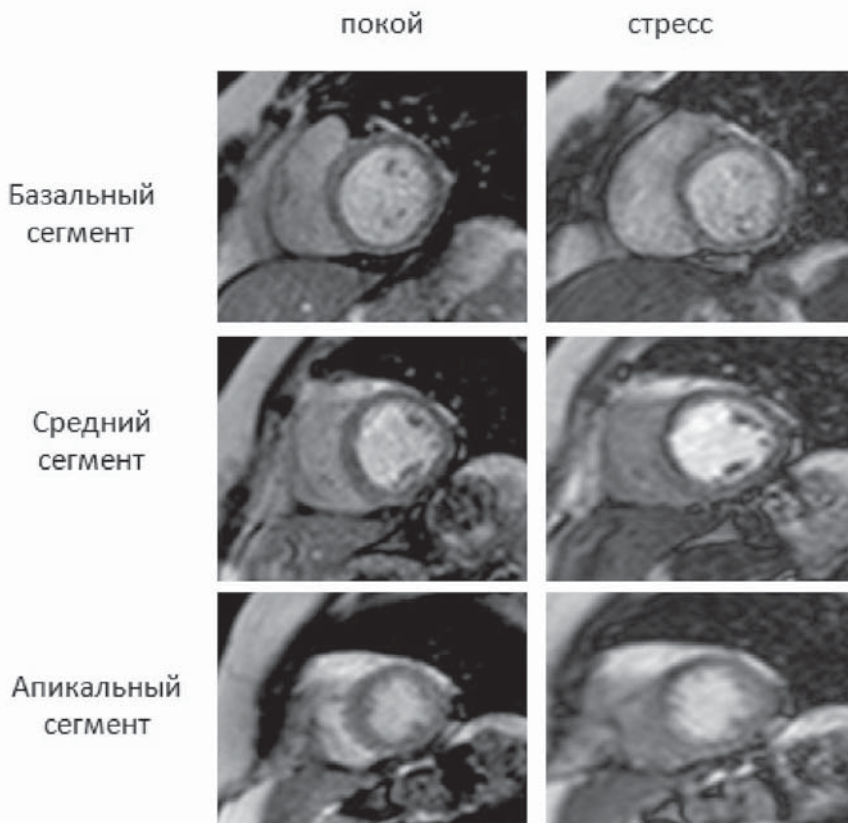 покой
стресс
Базальный
сегмент
Средний
сегмент
Апикальный
сегмент